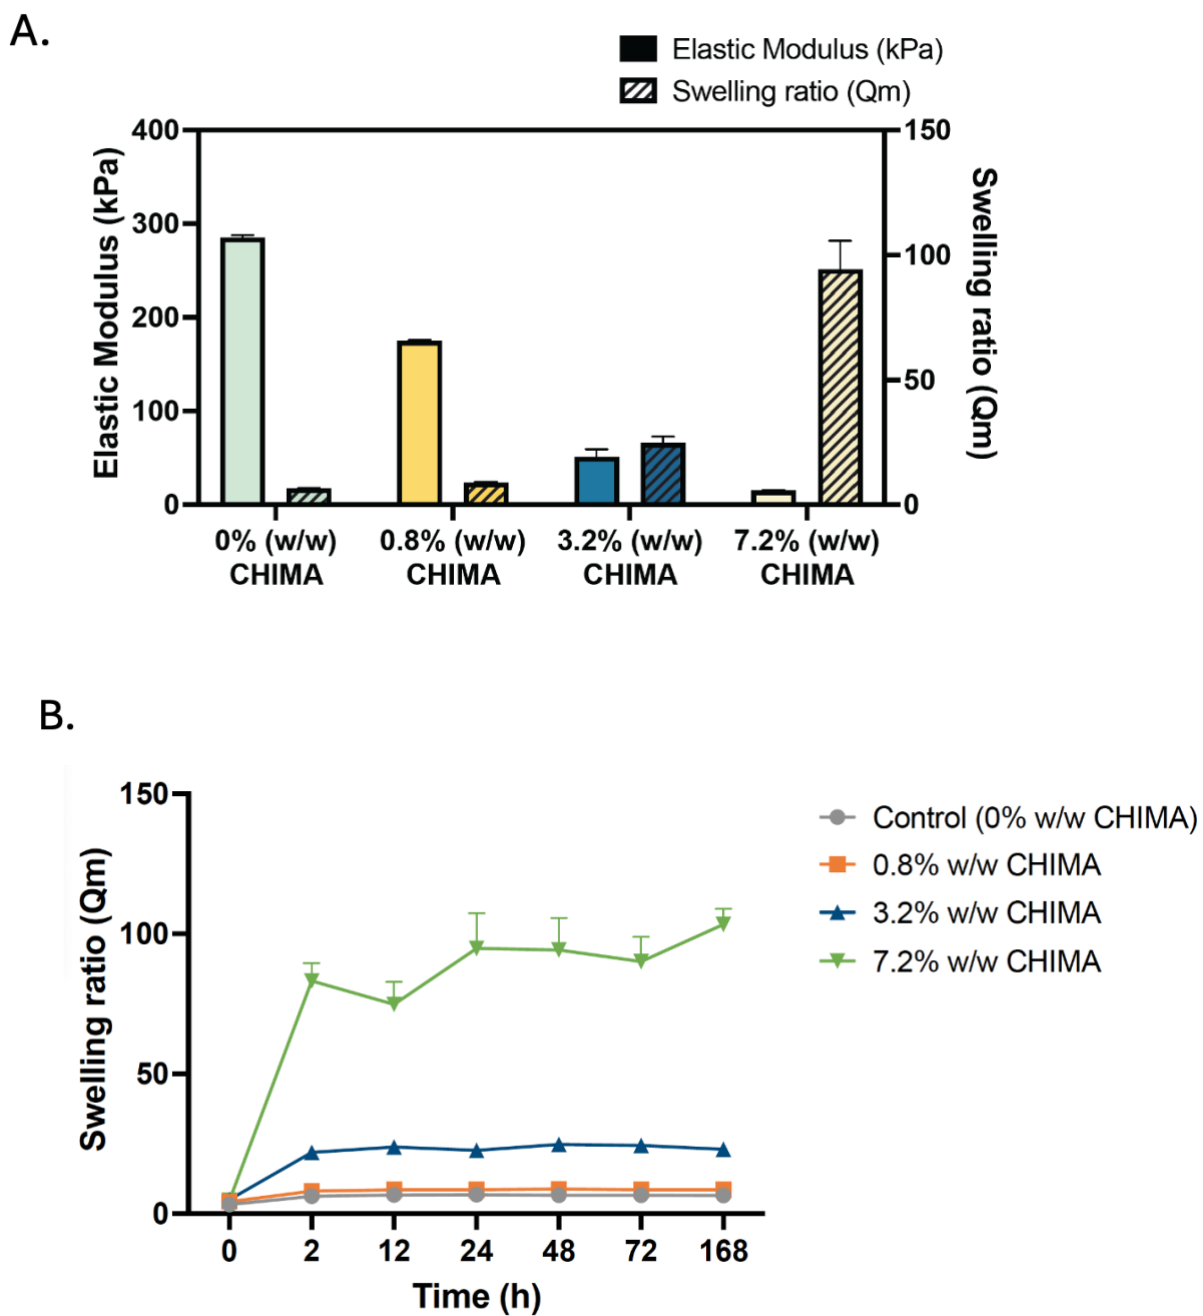 A.
Elastic Modulus (kPa)
Swelling ratio (Qm)
400
300
200
100
0
Elastic Modulus (kPa)
150
100
50
0
Swelling ratio (Qm)
0% (w/w) 0.8% (w/w) 3.2% (w/w) 7.2% (w/w)
CHIMA CHIMA CHIMA CHIMA
B.
150
100
50
0
Swelling ratio (Qm)
0 2 12 24 48 72 168
Time (h)
Control (0% w/w CHIMA)
0.8% w/w CHIMA
3.2% w/w CHIMA
7.2% w/w CHIMA